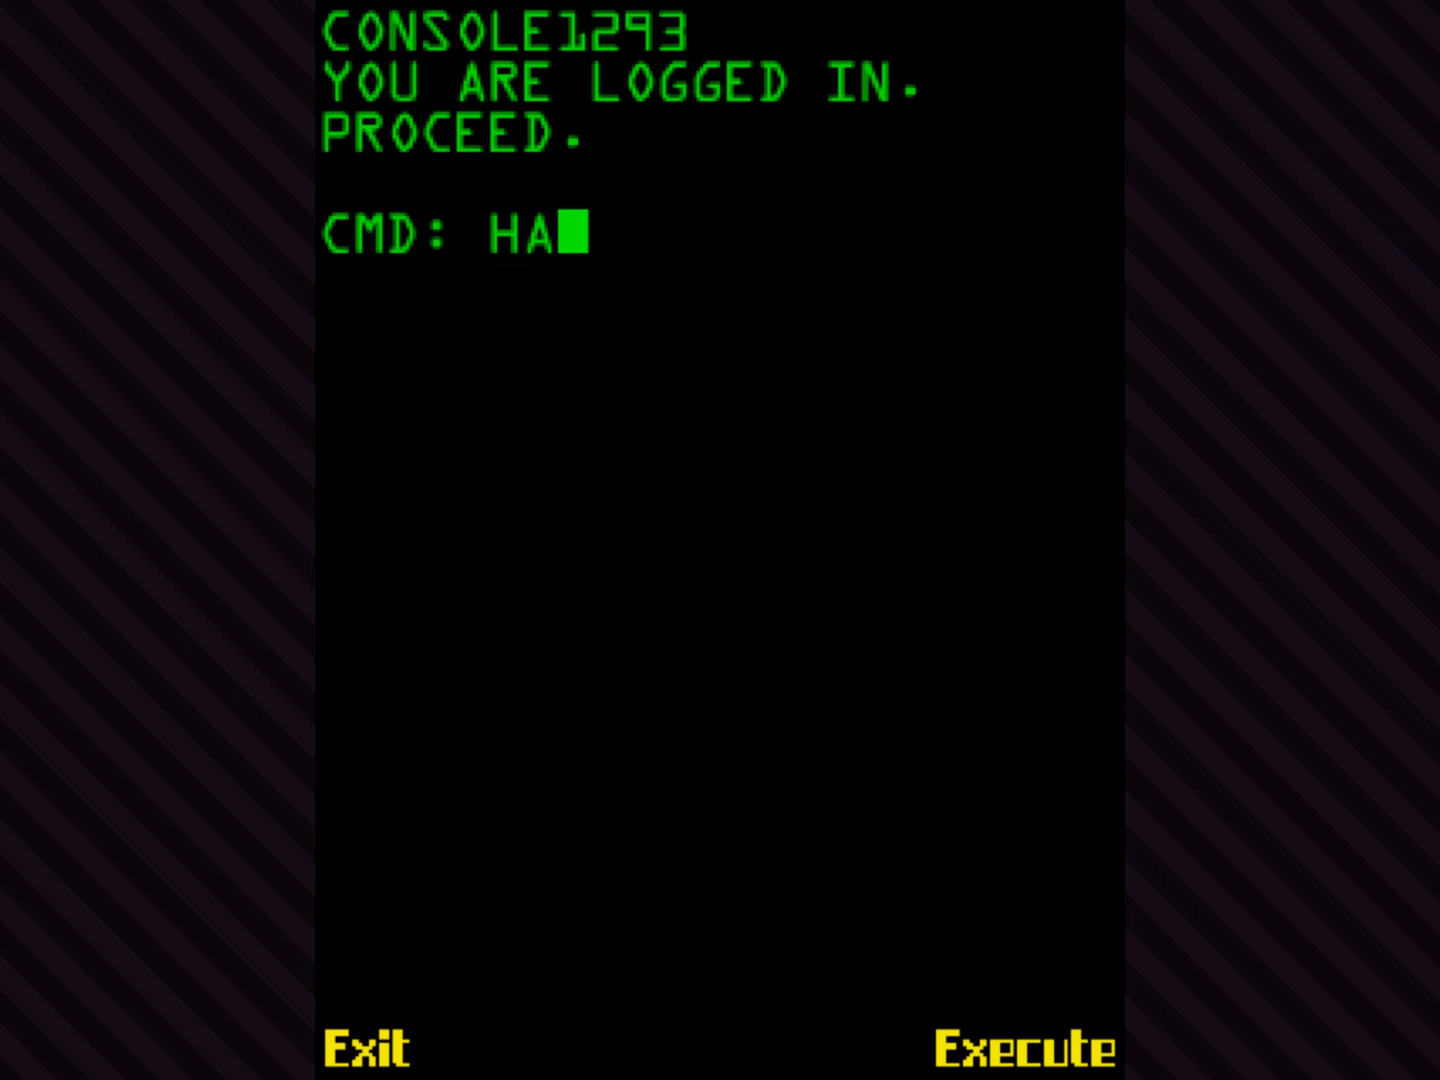 CONSOLE1293
YOU ARE LOGGED IN.
PROCEED.
CMD: HA
Exit
Execute